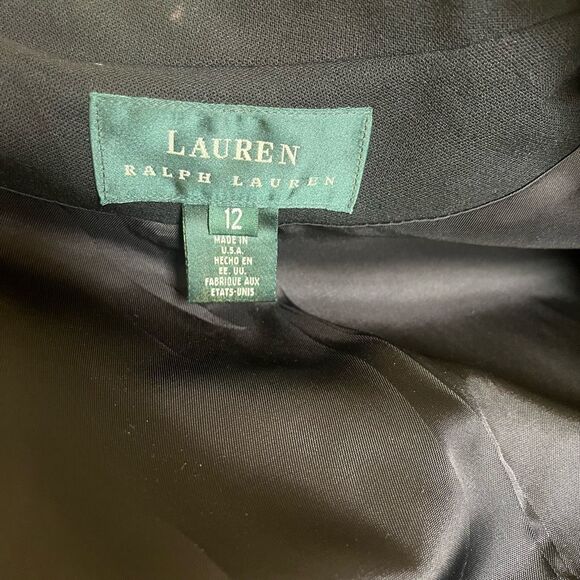 LAUREN
RALPH LAUREN
12
MADE IN
U.S.A.
HECHO EN
EE. UU.
FABRIQUE AUX
ETATS-UNIS